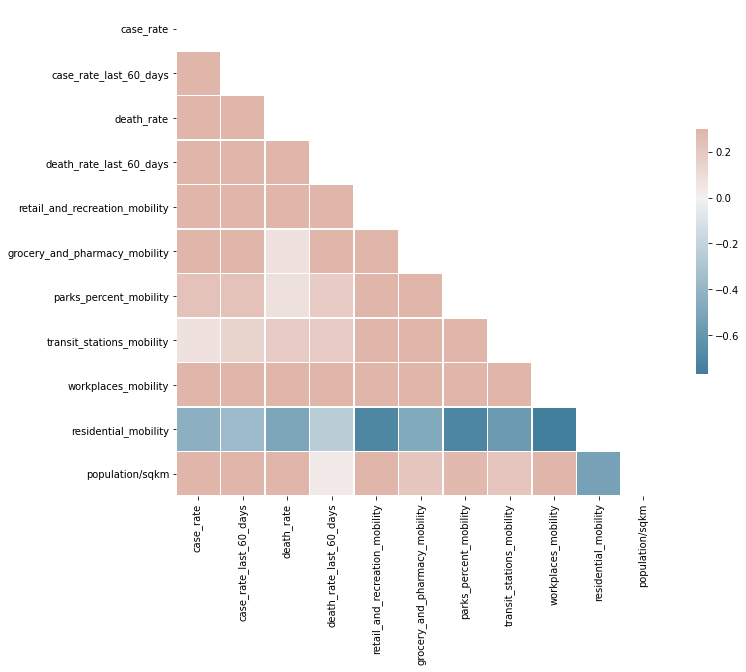 case_rate
case_rate_last_60_days
death_rate
death_rate_last_60_days
retail_and_recreation_mobility
grocery_and_pharmacy_mobility
parks_percent_mobility
transit_stations_mobility
workplaces_mobility
residential_mobility
population/sqkm
0.2
0.0
−0.2
−0.4
−0.6
case_rate
case_rate_last_60_days
death_rate
death_rate_last_60_days
retail_and_recreation_mobility
grocery_and_pharmacy_mobility
parks_percent_mobility
transit_stations_mobility
workplaces_mobility
residential_mobility
population/sqkm